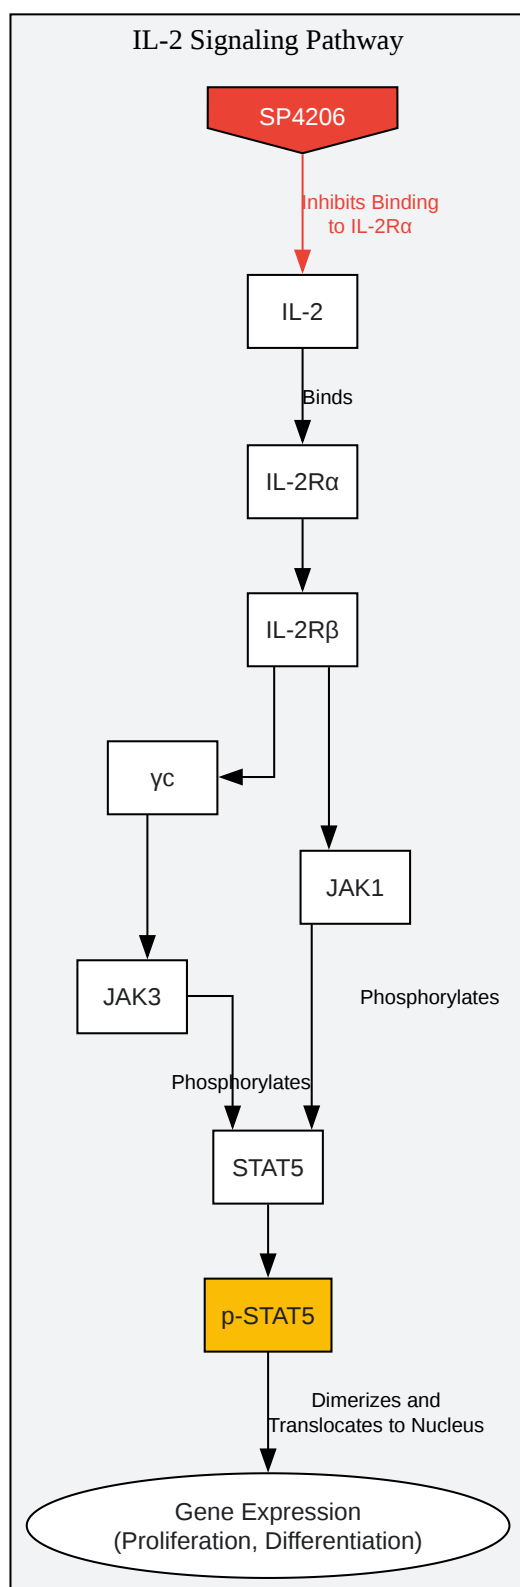 IL-2 Signaling Pathway
SP4206
Inhibits Binding
to IL-2Rα
IL-2
Binds
IL-2Rα
IL-2Rβ
γc
JAK1
JAK3
Phosphorylates
Phosphorylates
STAT5
p-STAT5
Dimerizes and
Translocates to Nucleus
Gene Expression
(Proliferation, Differentiation)